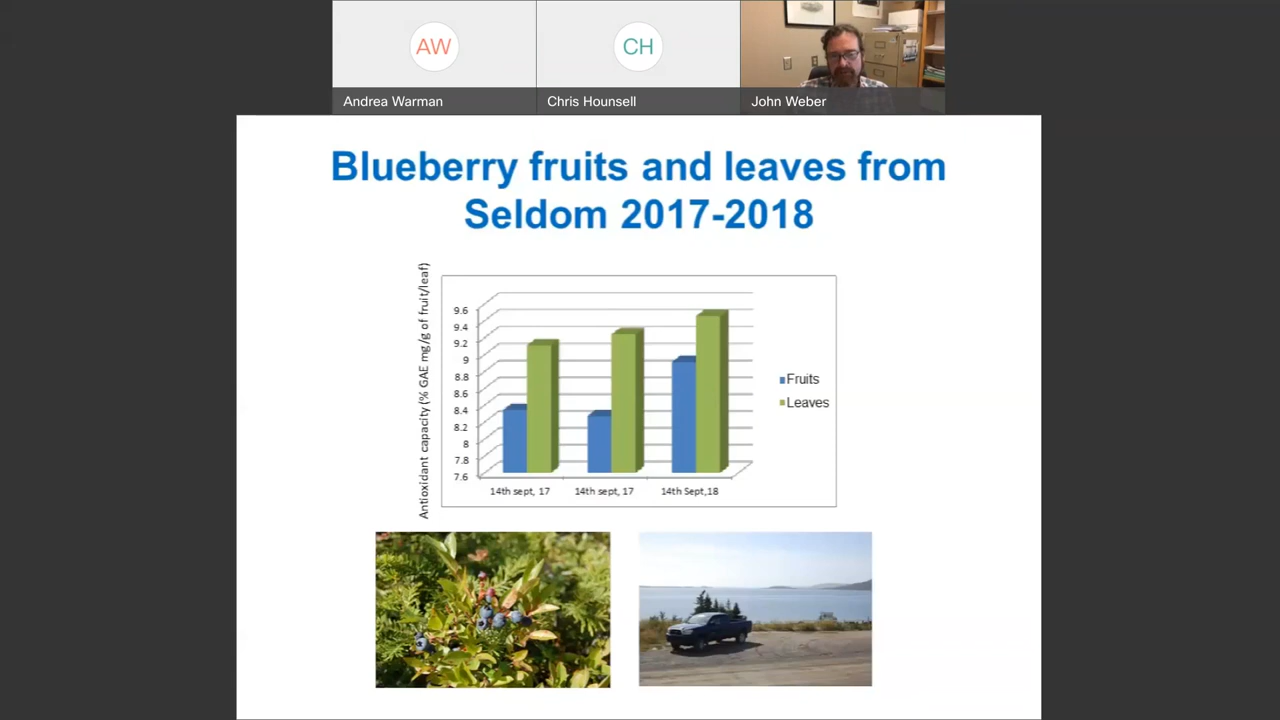 AW
CH
Andrea Warman
Chris Hounsell
John Weber
Blueberry fruits and leaves from
Seldom 2017-2018
Antioxidant capacity (% GAE mg/g of fruit/leaf)
9.6
9.4
9.2
9
8.8
8.6
8.4
8.2
8
7.8
7.6
14th sept, 17
14th sept, 17
14th Sept,18
Fruits
Leaves